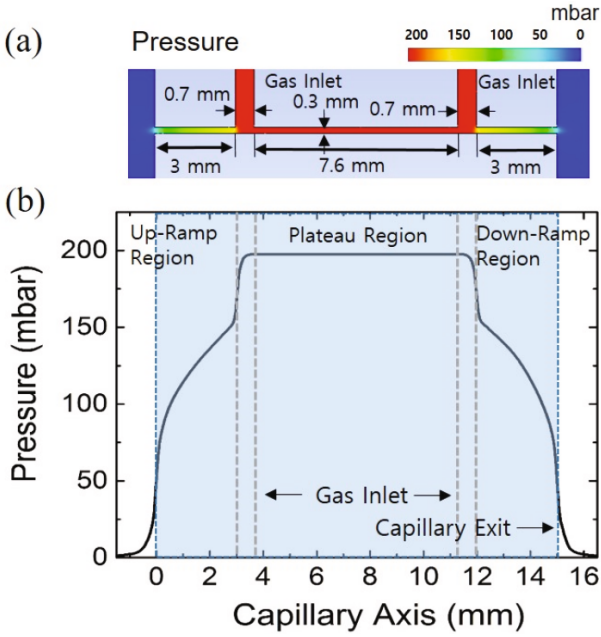 mbar
(a)
Pressure
200 150 100 50 0
Gas Inlet
Gas Inlet
0.7 mm
0.3 mm
0.7 mm
3 mm
7.6 mm
3 mm
(b)
Up-Ramp
Region
Plateau Region
Down-Ramp
Region
Pressure (mbar)
200
150
100
50
0
Gas Inlet
Capillary Exit
0 2 4 6 8 10 12 14 16
Capillary Axis (mm)